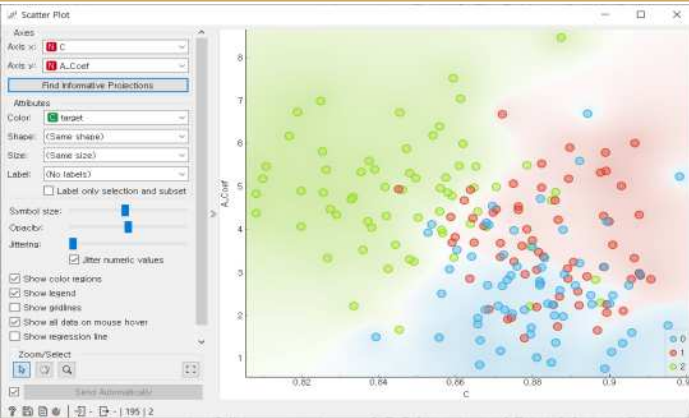 Scatter Plot
Axes
Axis x: N C
Axis y: N A_Coef
Find Informative Projections
Attributes
Color: C target
Shape: (Same shape)
Size: (Same size)
Label: (No labels)
Label only selection and subset
Symbol size:
Opacity:
Jittering:
Jitter numeric values
Show color regions
Show legend
Show gridlines
Show all data on mouse hover
Show regression line
Zoom/Select
Send Automatically
195 | 2
A_Coef
8
7
6
5
4
3
2
1
0.82
0.84
0.86
0.88
0.9
0.9
C
0
1
2